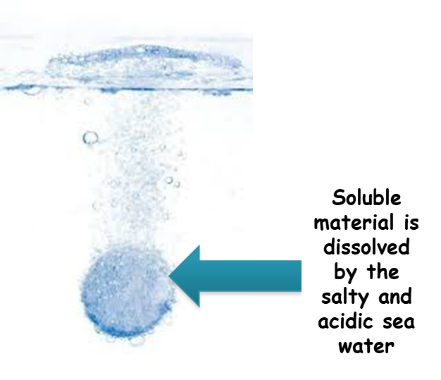 Soluble
material is
dissolved
by the
salty and
acidic sea
water